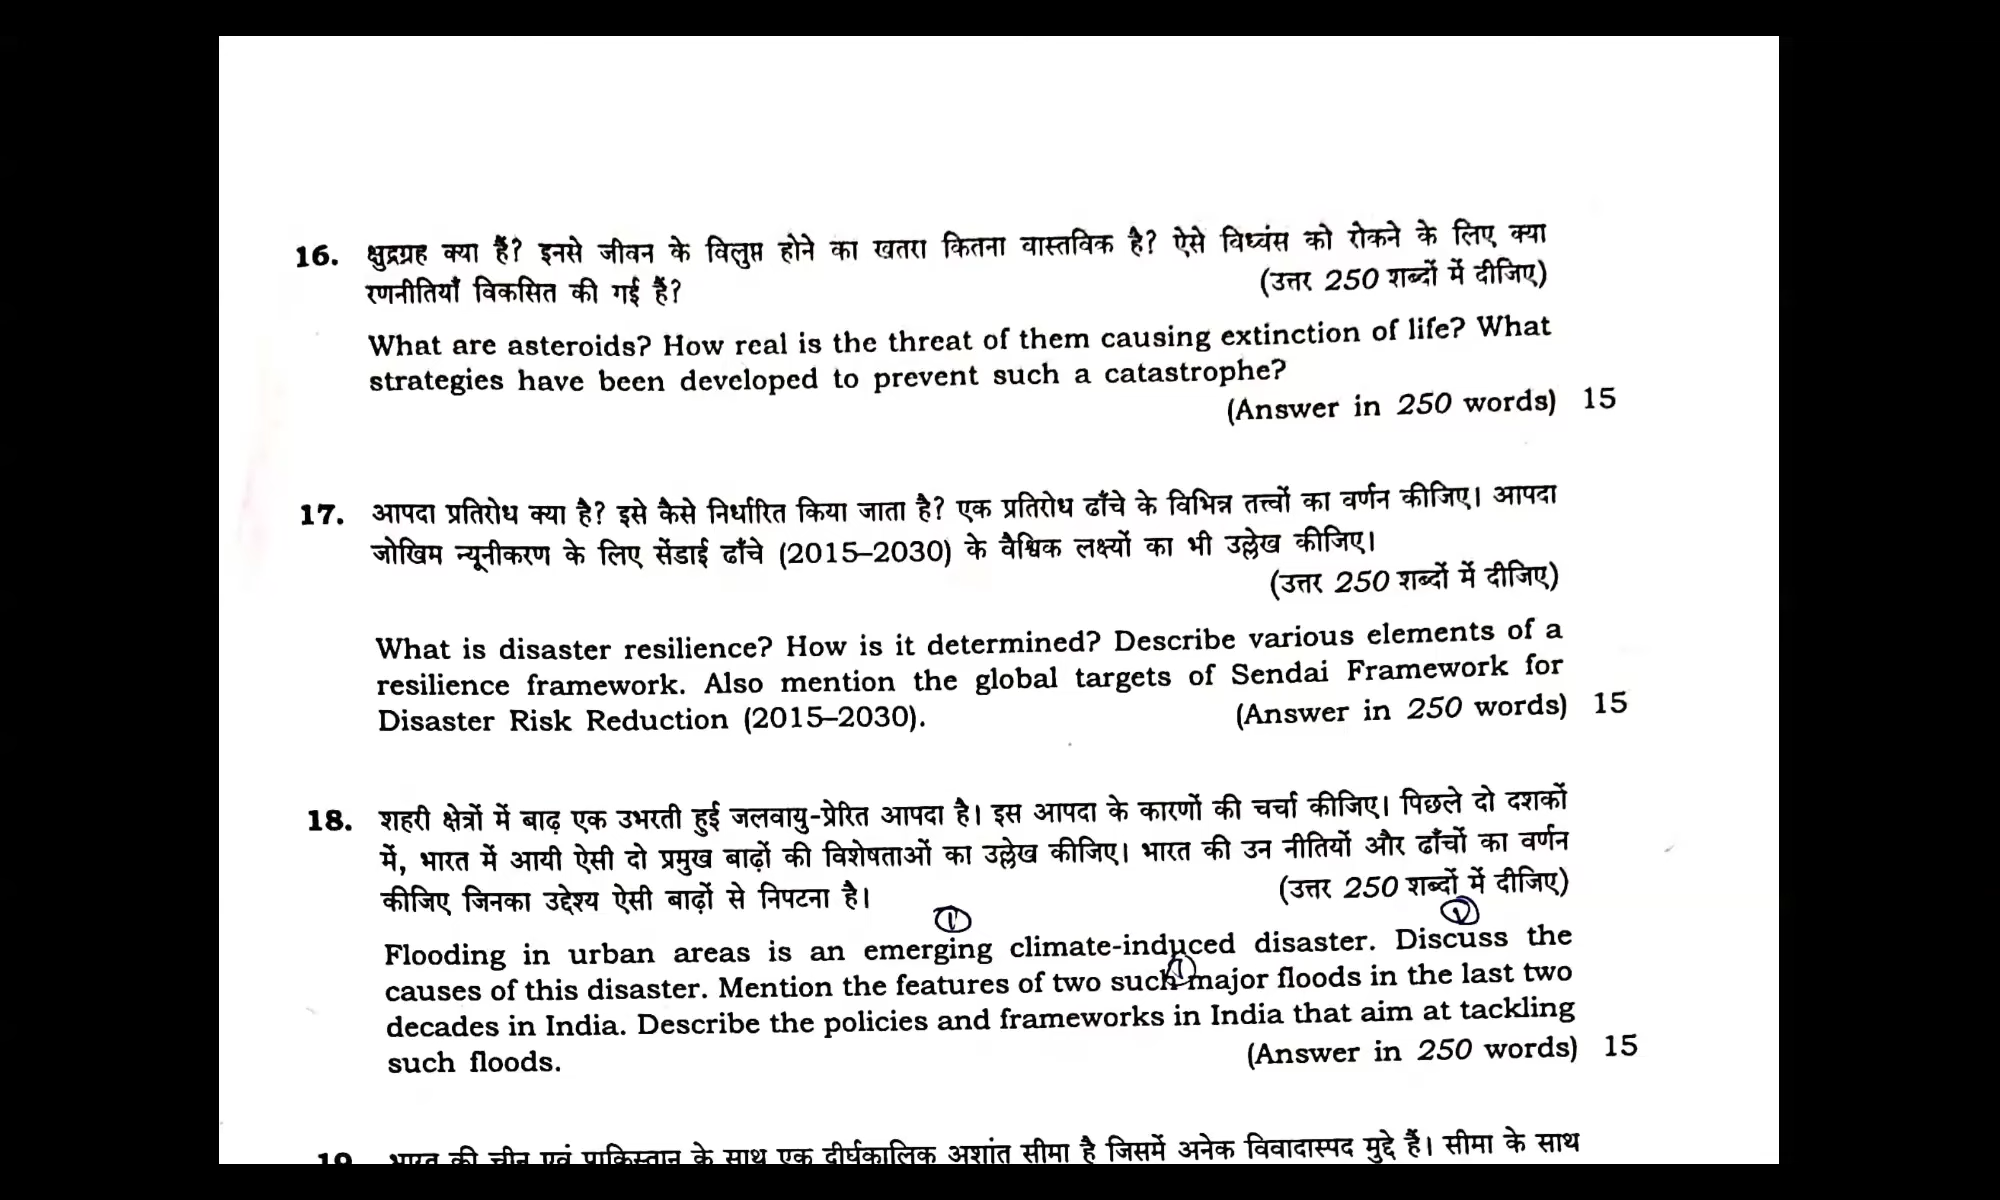 16. क्षुद्रग्रह क्या हैं? इनसे जीवन के विलुप्त होने का खतरा कितना वास्तविक है? ऐसे विध्वंस को रोकने के लिए क्या
रणनीतियाँ विकसित की गई हैं? (उत्तर 250 शब्दों में दीजिए)
What are asteroids? How real is the threat of them causing extinction of life? What
strategies have been developed to prevent such a catastrophe?
(Answer in 250 words) 15
17. आपदा प्रतिरोध क्या है? इसे कैसे निर्धारित किया जाता है? एक प्रतिरोध ढाँचे के विभिन्न तत्त्वों का वर्णन कीजिए। आपदा
जोखिम न्यूनीकरण के लिए सेंडाई ढाँचे (2015–2030) के वैश्विक लक्ष्यों का भी उल्लेख कीजिए।
(उत्तर 250 शब्दों में दीजिए)
What is disaster resilience? How is it determined? Describe various elements of a
resilience framework. Also mention the global targets of Sendai Framework for
Disaster Risk Reduction (2015–2030). (Answer in 250 words) 15
18. शहरी क्षेत्रों में बाढ़ एक उभरती हुई जलवायु-प्रेरित आपदा है। इस आपदा के कारणों की चर्चा कीजिए। पिछले दो दशकों
में, भारत में आयी ऐसी दो प्रमुख बाढ़ों की विशेषताओं का उल्लेख कीजिए। भारत की उन नीतियों और ढाँचों का वर्णन
कीजिए जिनका उद्देश्य ऐसी बाढ़ों से निपटना है। (उत्तर 250 शब्दों में दीजिए)
Flooding in urban areas is an emerging climate-induced disaster. Discuss the
causes of this disaster. Mention the features of two such major floods in the last two
decades in India. Describe the policies and frameworks in India that aim at tackling
such floods. (Answer in 250 words) 15
19. भारत की चीन एवं पाकिस्तान के साथ एक दीर्घकालिक अशांत सीमा है जिसमें अनेक विवादास्पद मुद्दे हैं। सीमा के साथ